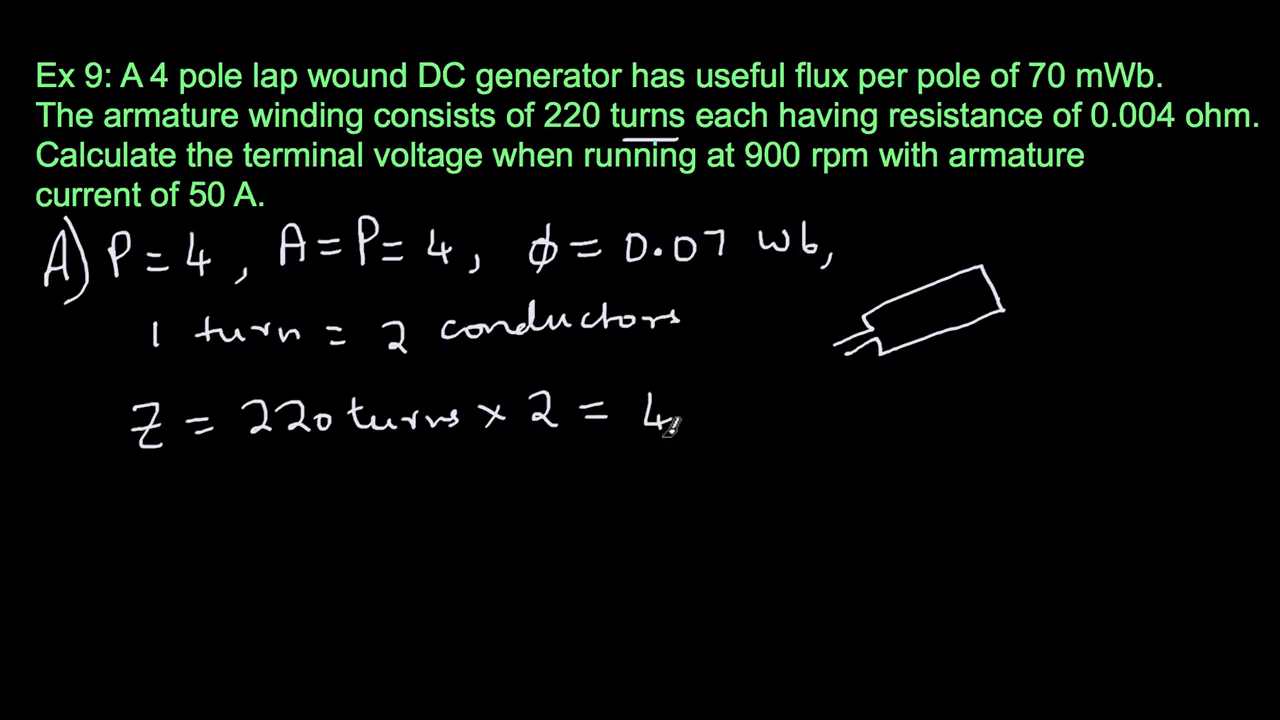 Ex 9: A 4 pole lap wound DC generator has useful flux per pole of 70 mWb.
The armature winding consists of 220 turns each having resistance of 0.004 ohm.
Calculate the terminal voltage when running at 900 rpm with armature
current of 50 A.
A) P = 4, A = P = 4, φ = 0.07 wb,
1 turn = 2 conductors
Z = 220 turns × 2 = 4